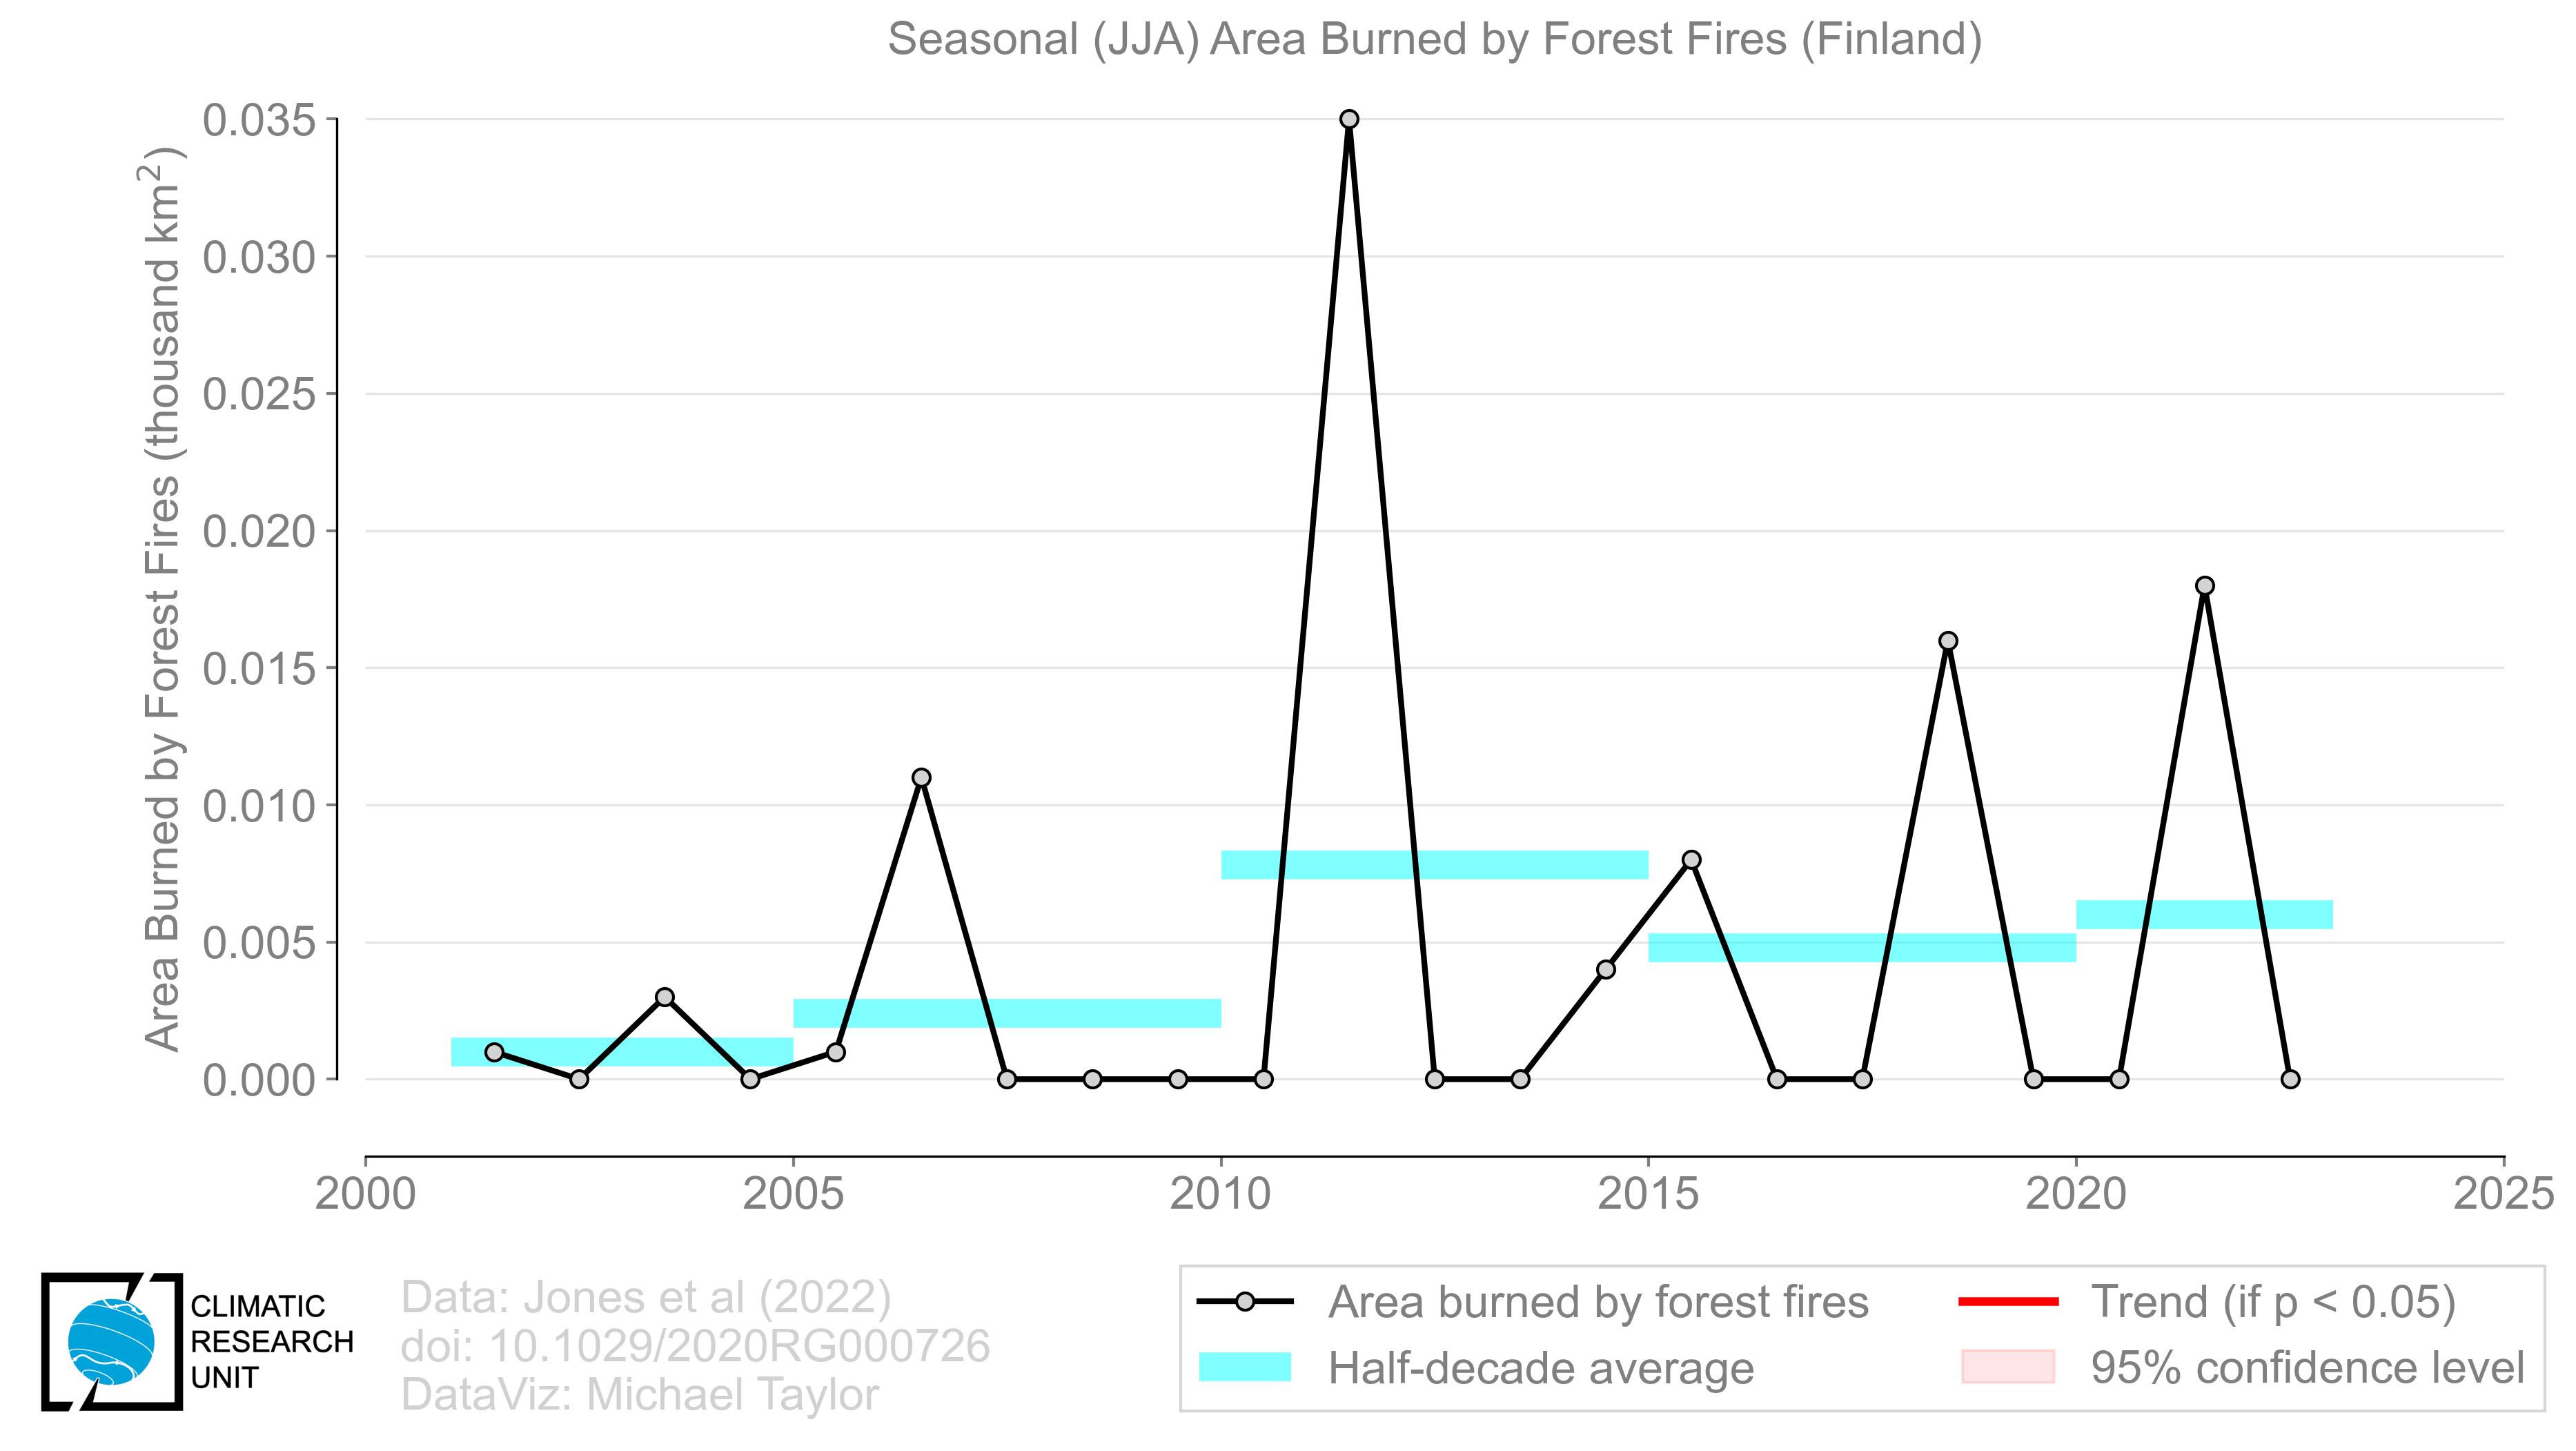 Seasonal (JJA) Area Burned by Forest Fires (Finland)
Area Burned by Forest Fires (thousand km²)
0.035
0.030
0.025
0.020
0.015
0.010
0.005
0.000
2000 2005 2010 2015 2020 2025
CLIMATIC
RESEARCH
UNIT
Data: Jones et al (2022)
doi: 10.1029/2020RG000726
DataViz: Michael Taylor
Area burned by forest fires
Half-decade average
Trend (if p < 0.05)
95% confidence level